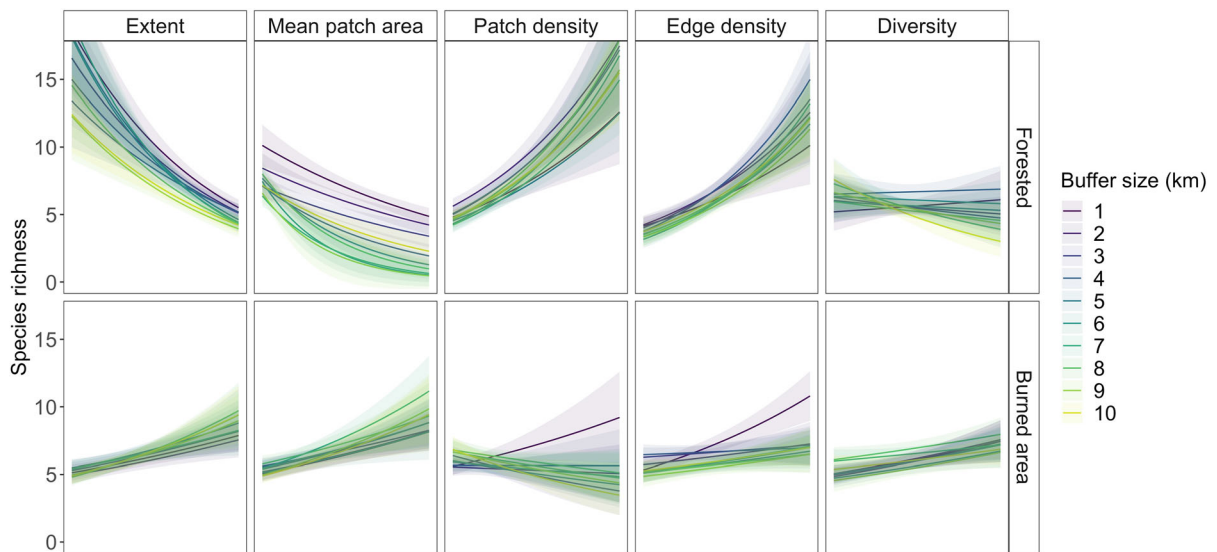 Extent
Mean patch area
Patch density
Edge density
Diversity
Species richness
15
10
5
0
Forested
15
10
5
0
Burned area
Buffer size (km)
1
2
3
4
5
6
7
8
9
10